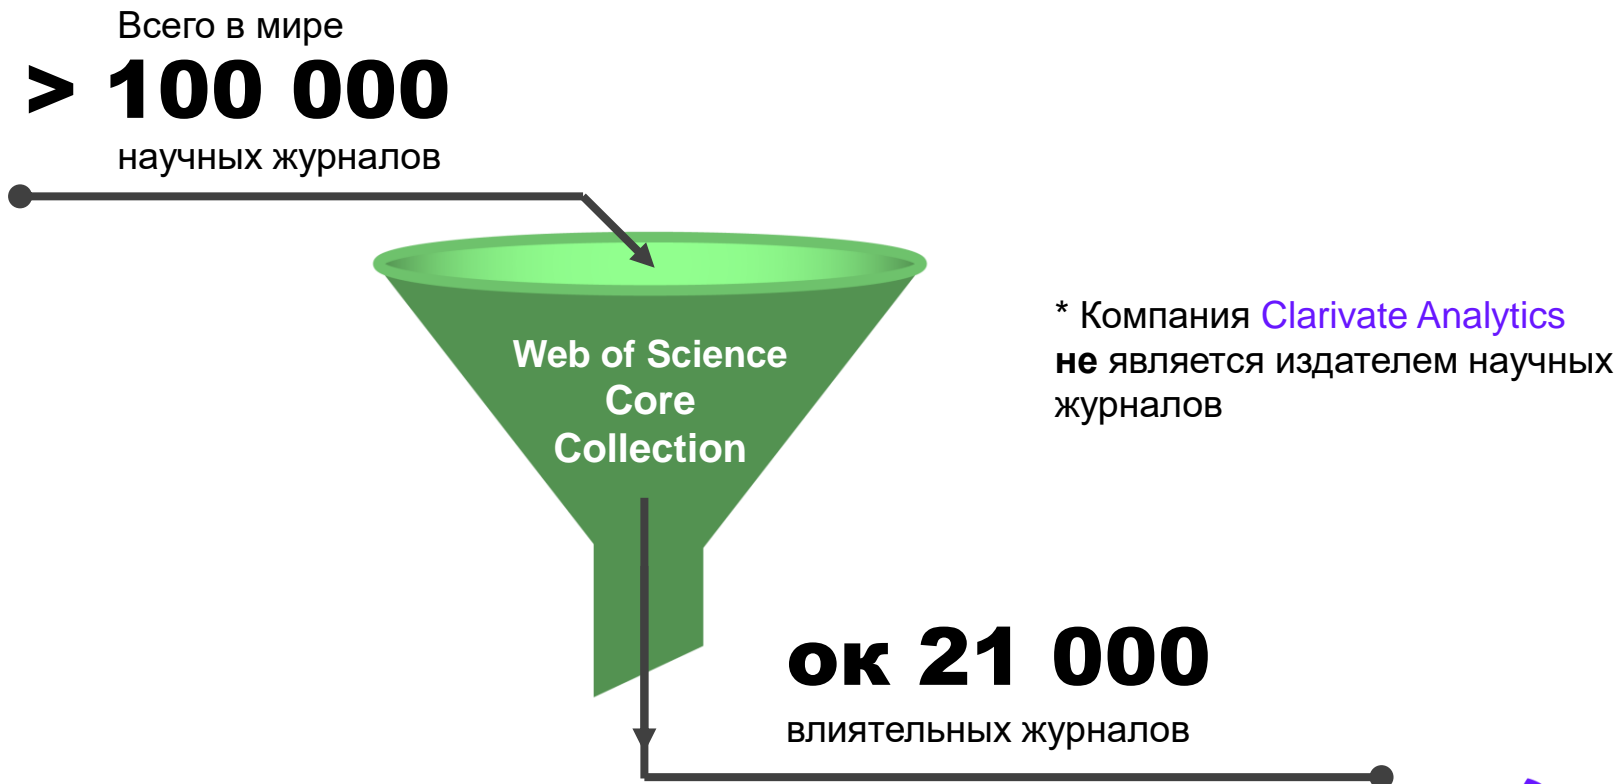 Всего в мире
> 100 000
научных журналов
Web of Science
Core
Collection
* Компания Clarivate Analytics
не является издателем научных
журналов
ок 21 000
влиятельных журналов